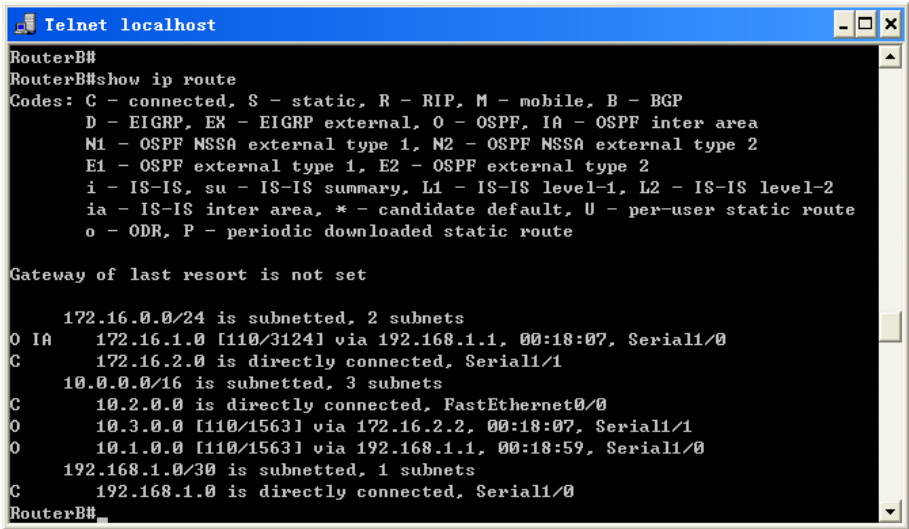 Telnet localhost
RouterB#
RouterB#show ip route
Codes: C - connected, S - static, R - RIP, M - mobile, B - BGP
D - EIGRP, EX - EIGRP external, O - OSPF, IA - OSPF inter area
N1 - OSPF NSSA external type 1, N2 - OSPF NSSA external type 2
E1 - OSPF external type 1, E2 - OSPF external type 2
i - IS-IS, su - IS-IS summary, L1 - IS-IS level-1, L2 - IS-IS level-2
ia - IS-IS inter area, * - candidate default, U - per-user static route
o - ODR, P - periodic downloaded static route
Gateway of last resort is not set
172.16.0.0/24 is subnetted, 2 subnets
O IA 172.16.1.0 [110/3124] via 192.168.1.1, 00:18:07, Serial1/0
C 172.16.2.0 is directly connected, Serial1/1
10.0.0.0/16 is subnetted, 3 subnets
C 10.2.0.0 is directly connected, FastEthernet0/0
O 10.3.0.0 [110/1563] via 172.16.2.2, 00:18:07, Serial1/1
O 10.1.0.0 [110/1563] via 192.168.1.1, 00:18:59, Serial1/0
192.168.1.0/30 is subnetted, 1 subnets
C 192.168.1.0 is directly connected, Serial1/0
RouterB#_